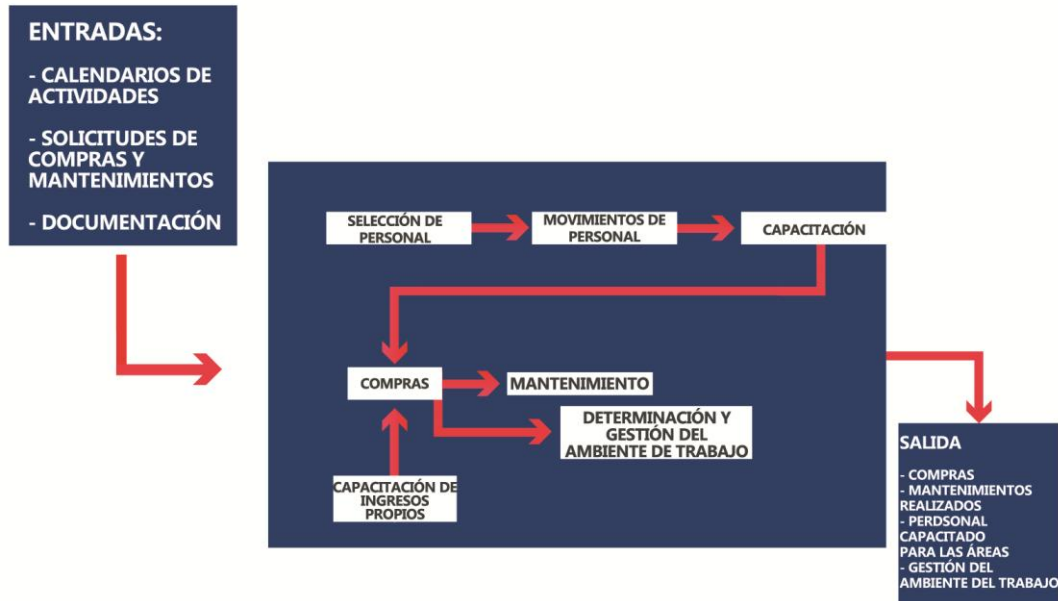 ENTRADAS:
- CALENDARIOS DE
ACTIVIDADES
- SOLICITUDES DE
COMPRAS Y
MANTENIMIENTOS
- DOCUMENTACIÓN
SELECCIÓN DE
PERSONAL
MOVIMIENTOS DE
PERSONAL
CAPACITACIÓN
COMPRAS
MANTENIMIENTO
DETERMINACIÓN Y
GESTIÓN DEL
AMBIENTE DE TRABAJO
CAPACITACIÓN DE
INGRESOS
PROPIOS
SALIDA
- COMPRAS
- MANTENIMIENTOS
REALIZADOS
- PERDSONAL
CAPACITADO
PARA LAS ÁREAS
- GESTIÓN DEL
AMBIENTE DEL TRABAJO